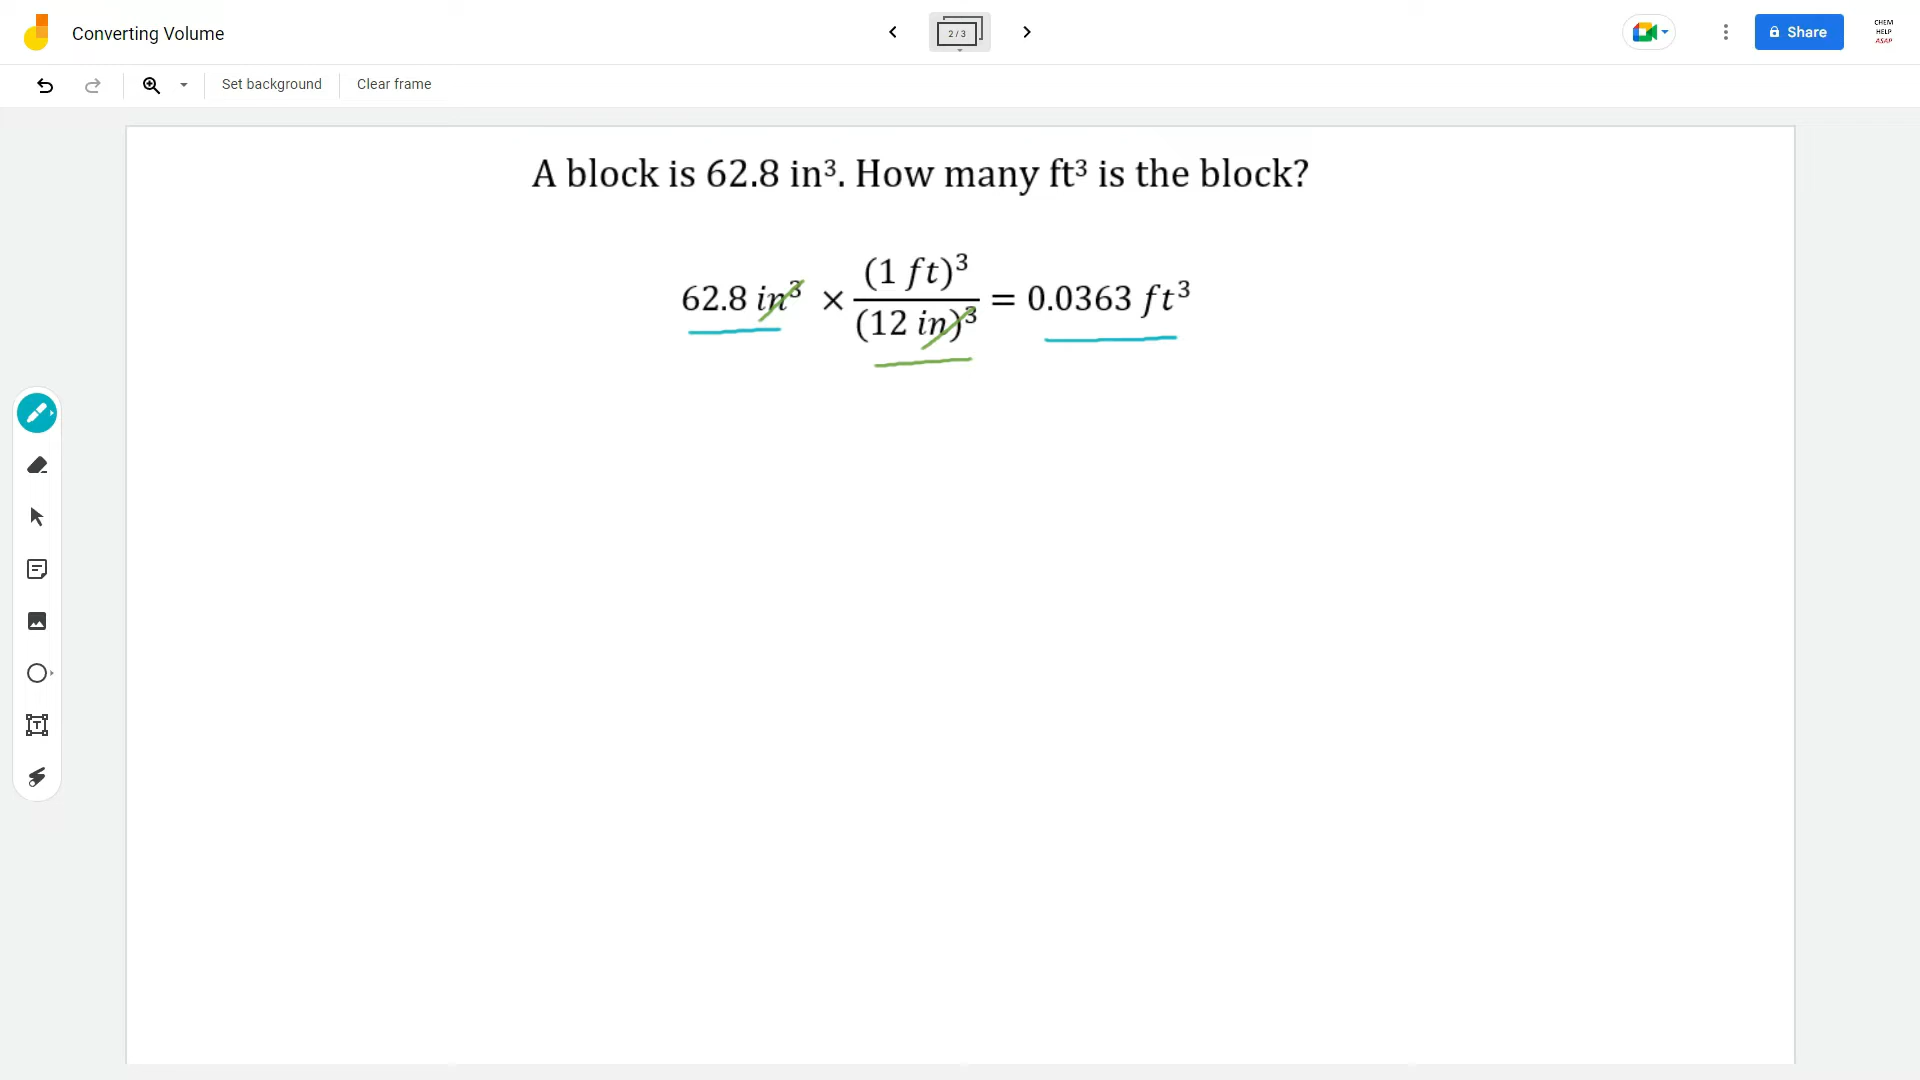 Converting Volume
2 / 3
Share
CHEM
HELP
ASAP
Set background
Clear frame
A block is 62.8 in³. How many ft³ is the block?
62.8 in³ × (1 ft)³ / (12 in)³ = 0.0363 ft³
T